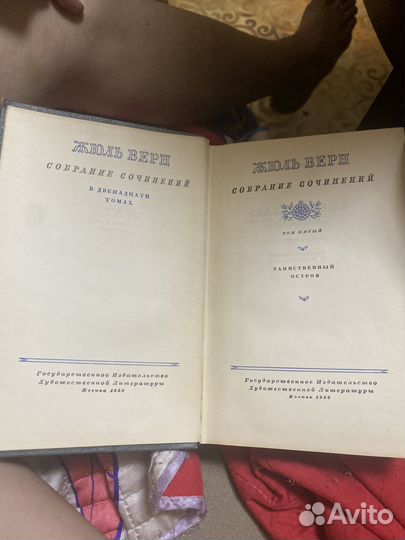 ЖЮЛЬ ВЕРН
СОБРАНИЕ СОЧИНЕНИЙ
В ДВЕНАДЦАТИ
ТОМАХ
Государственное Издательство
Художественной Литературы
Москва 1956
ЖЮЛЬ ВЕРН
СОБРАНИЕ СОЧИНЕНИЙ
ТОМ ПЯТЫЙ
ТАИНСТВЕННЫЙ
ОСТРОВ
Государственное Издательство
Художественной Литературы
Москва 1956
Avito